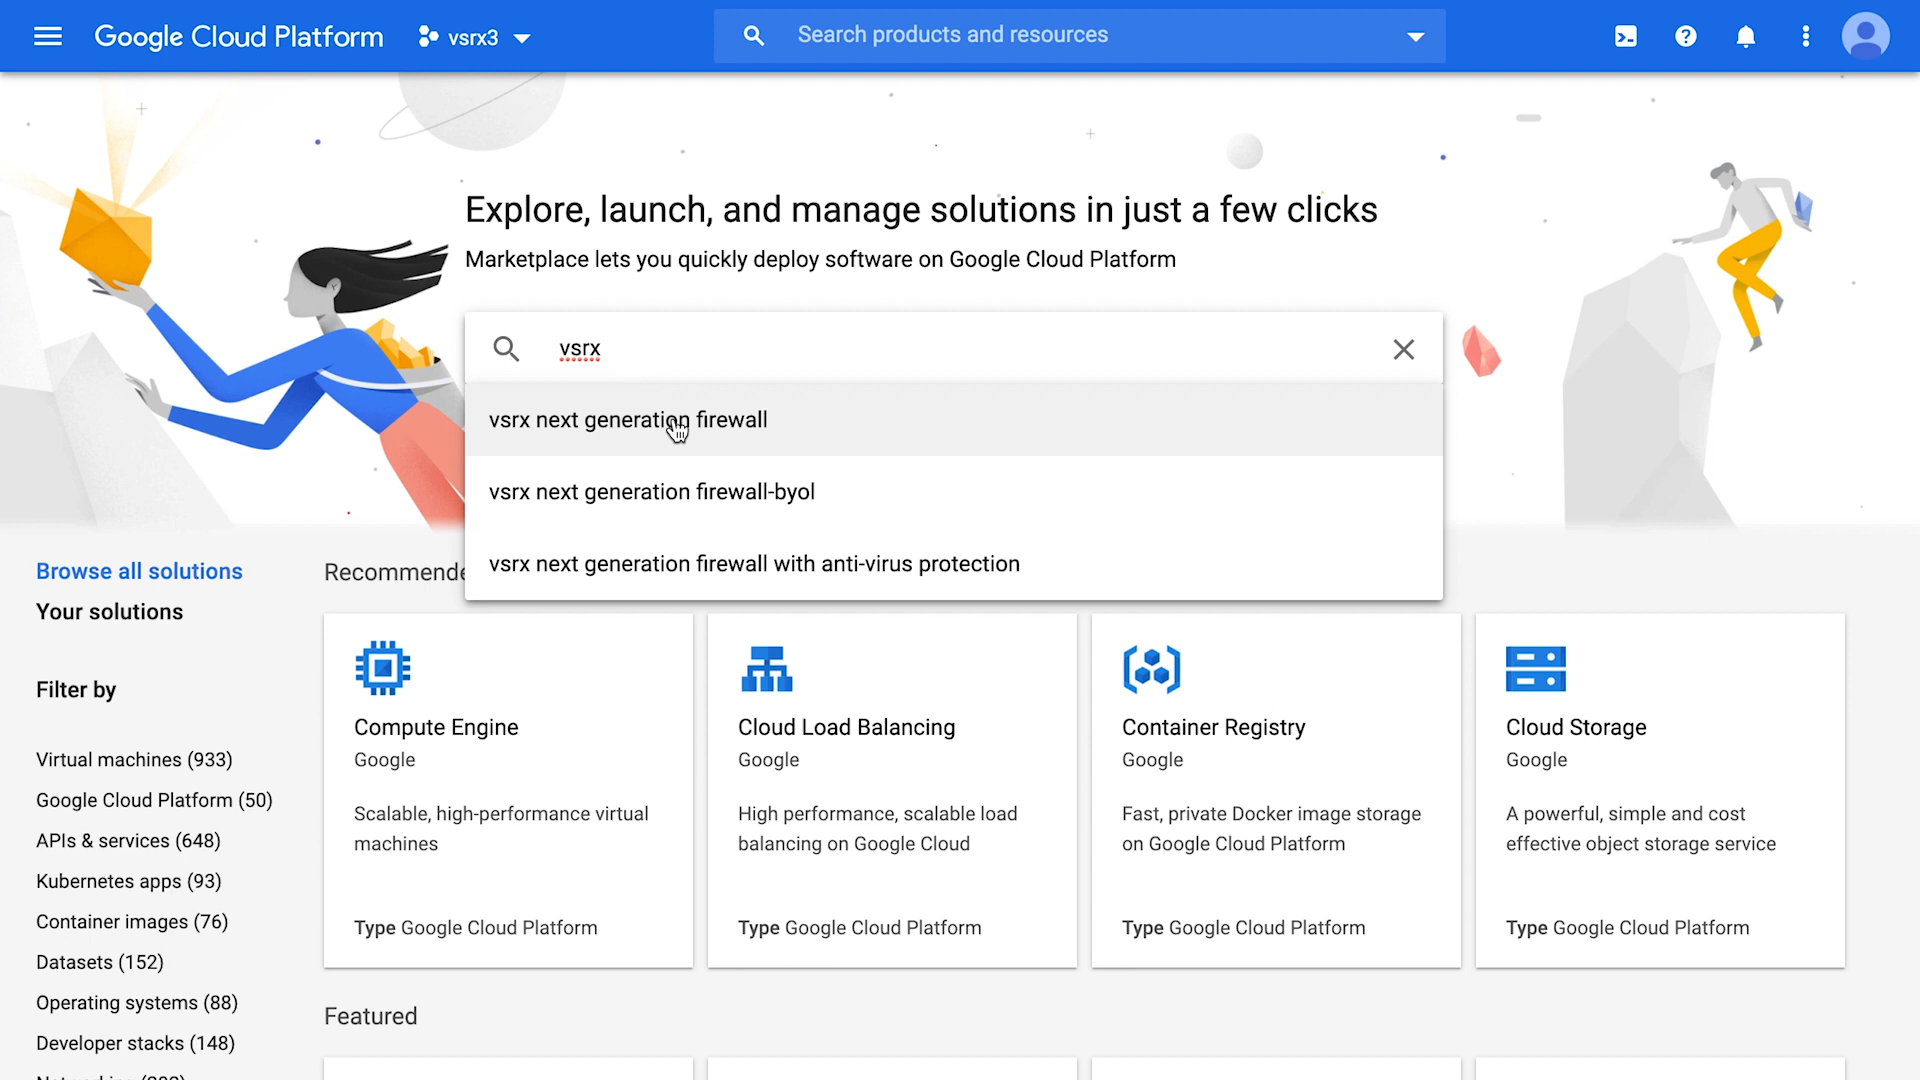 Google Cloud Platform
vsrx3
Search products and resources
Explore, launch, and manage solutions in just a few clicks
Marketplace lets you quickly deploy software on Google Cloud Platform
vsrx
vsrx next generation firewall
vsrx next generation firewall-byol
vsrx next generation firewall with anti-virus protection
Browse all solutions
Your solutions
Filter by
Virtual machines (933)
Google Cloud Platform (50)
APIs & services (648)
Kubernetes apps (93)
Container images (76)
Datasets (152)
Operating systems (88)
Developer stacks (148)
Recommende
Compute Engine
Google
Scalable, high-performance virtual
machines
Type Google Cloud Platform
Cloud Load Balancing
Google
High performance, scalable load
balancing on Google Cloud
Type Google Cloud Platform
Container Registry
Google
Fast, private Docker image storage
on Google Cloud Platform
Type Google Cloud Platform
Cloud Storage
Google
A powerful, simple and cost
effective object storage service
Type Google Cloud Platform
Featured